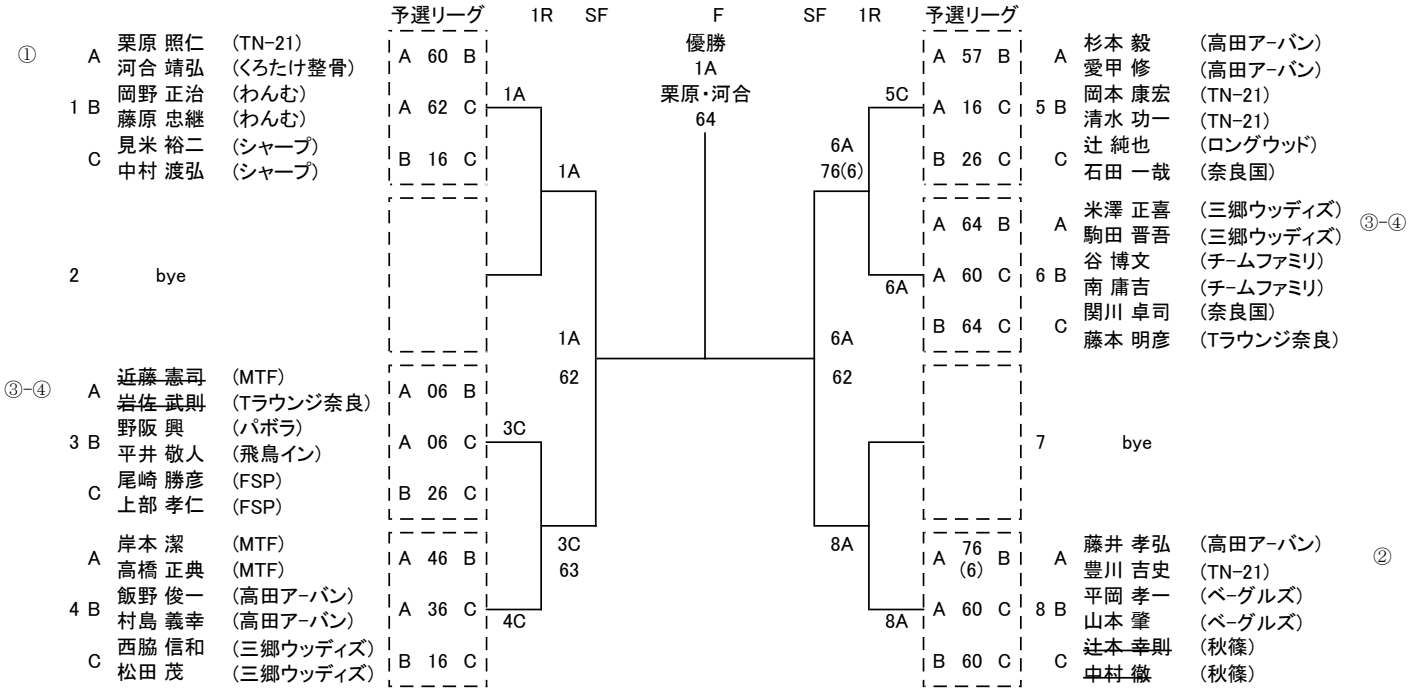 予選リーグ 1R SF F SF 1R 予選リーグ
優勝
1A
栗原・河合
64
① A 栗原 照仁 (TN-21)
河合 靖弘 (くろたけ整骨)
1 B 岡野 正治 (わんむ)
藤原 忠継 (わんむ)
C 見米 裕二 (シャープ)
中村 渡弘 (シャープ)
A 60 B
A 62 C
B 16 C
1A
1A
2 bye
1A
62
③-④ A 近藤 憲司 (MTF)
岩佐 武則 (Tラウンジ奈良)
3 B 野阪 興 (パボラ)
平井 敬人 (飛鳥イン)
C 尾崎 勝彦 (FSP)
上部 孝仁 (FSP)
A 06 B
A 06 C
B 26 C
3C
3C
63
A 岸本 潔 (MTF)
高橋 正典 (MTF)
4 B 飯野 俊一 (高田アーバン)
村島 義幸 (高田アーバン)
C 西脇 信和 (三郷ウッディズ)
松田 茂 (三郷ウッディズ)
A 46 B
A 36 C
B 16 C
4C
A 57 B
A 16 C
B 26 C
5C
A 杉本 毅 (高田アーバン)
愛甲 修 (高田アーバン)
5 B 岡本 康宏 (TN-21)
清水 功一 (TN-21)
C 辻 純也 (ロングウッド)
石田 一哉 (奈良国)
6A
76(6)
A 64 B
A 60 C
B 64 C
6A
A 米澤 正喜 (三郷ウッディズ) ③-④
駒田 晋吾 (三郷ウッディズ)
6 B 谷 博文 (チームファミリ)
南 庸吉 (チームファミリ)
C 関川 卓司 (奈良国)
藤本 明彦 (Tラウンジ奈良)
6A
62
7 bye
8A
A 76 B
(6)
A 60 C
B 60 C
8A
A 藤井 孝弘 (高田アーバン) ②
豊川 吉史 (TN-21)
8 B 平岡 孝一 (ベーグルズ)
山本 肇 (ベーグルズ)
C 辻本 幸則 (秋篠)
中村 徹 (秋篠)